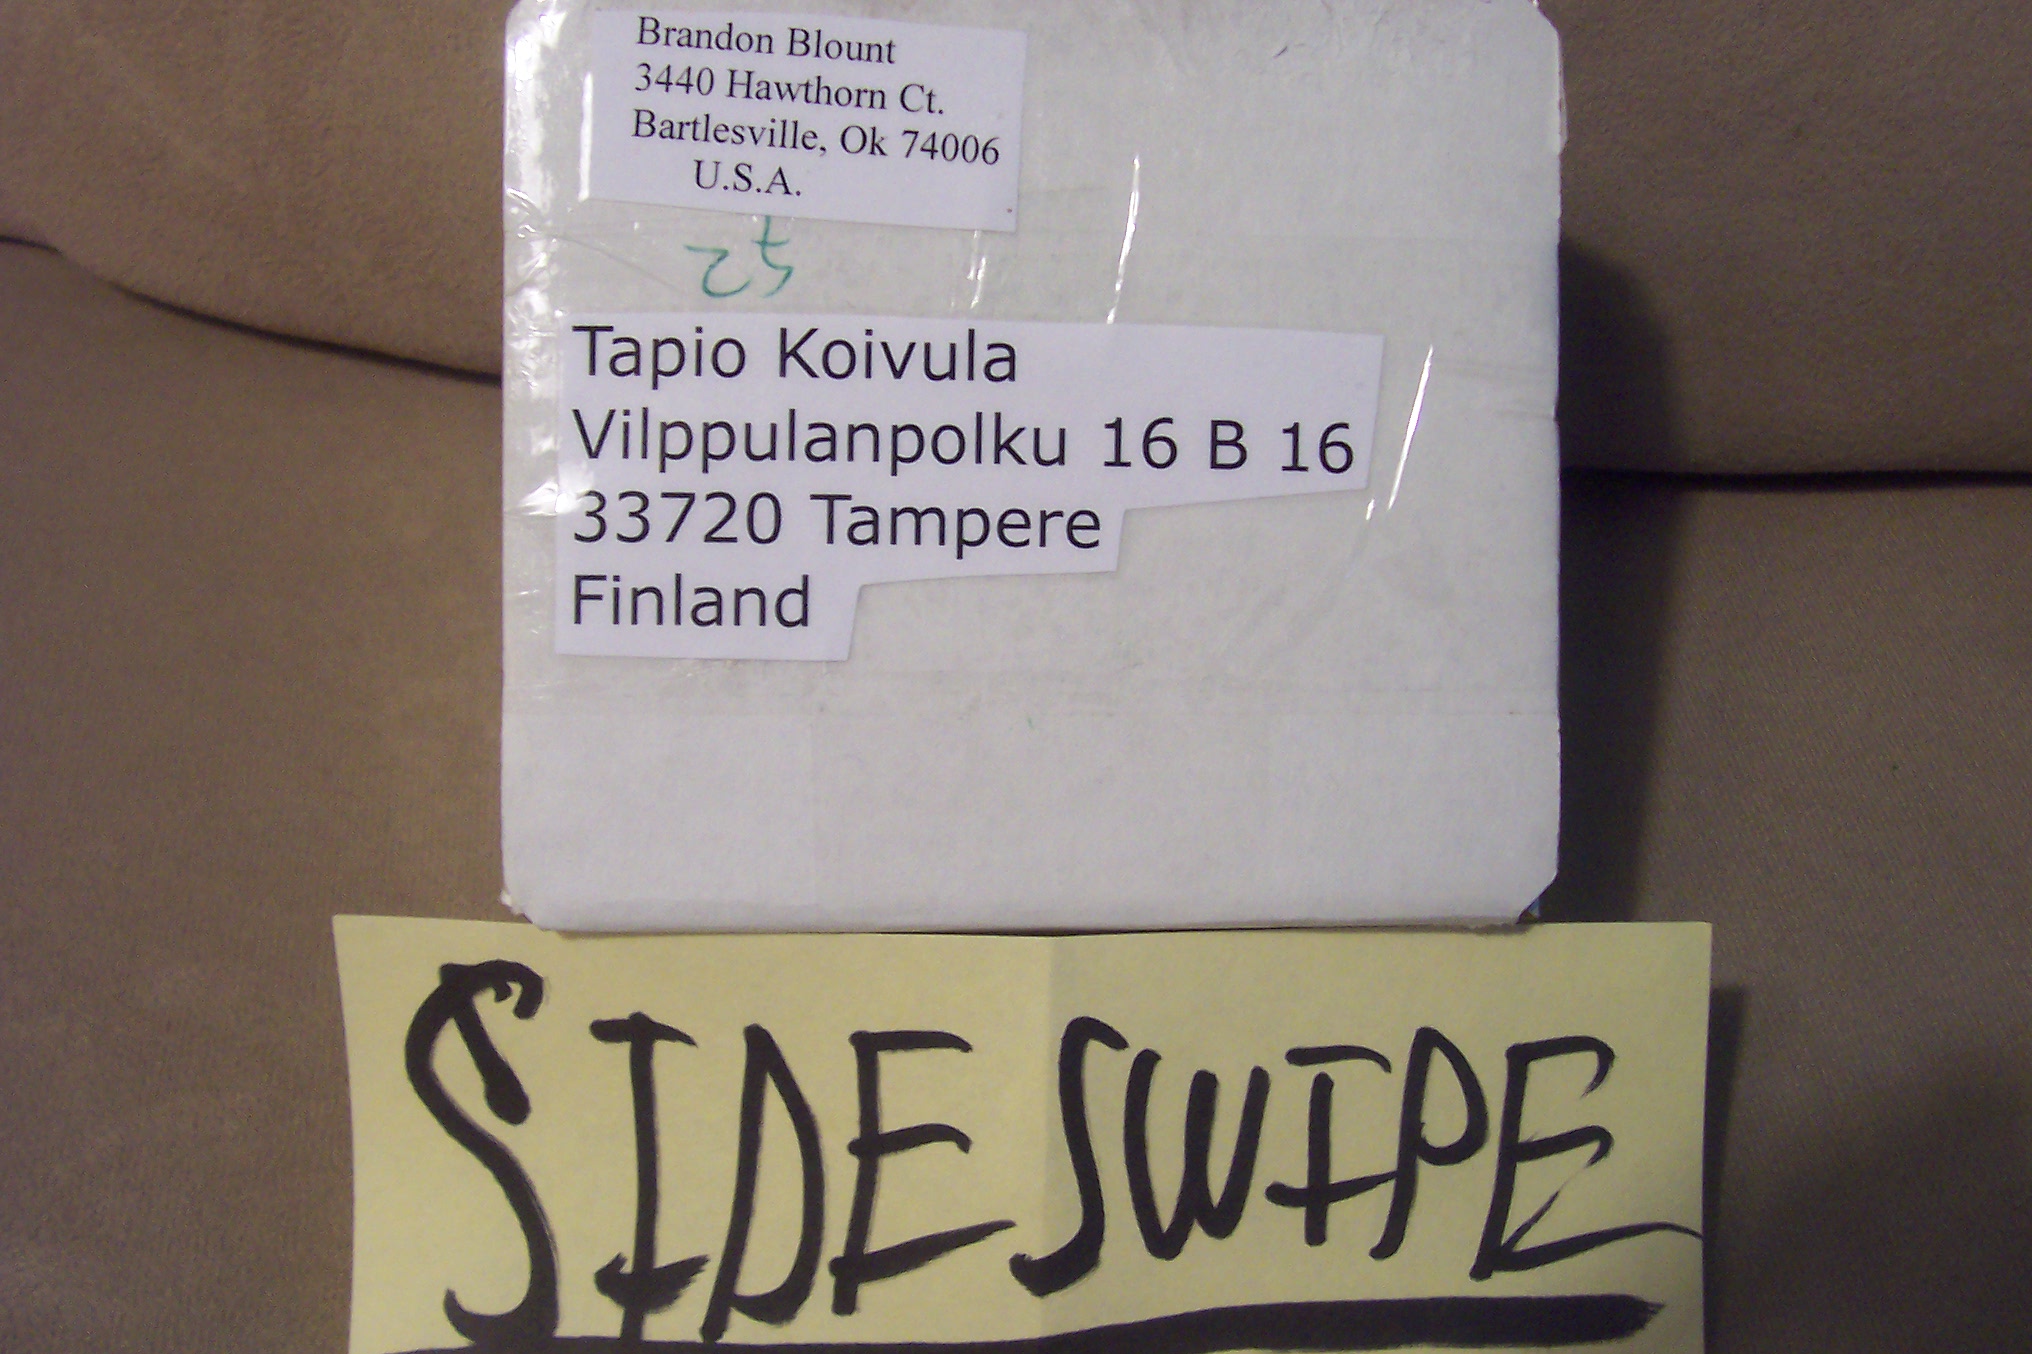 Brandon Blount
3440 Hawthorn Ct.
Bartlesville, Ok 74006
U.S.A.
Tapio Koivula
Vilppulanpolku 16 B 16
33720 Tampere
Finland
SIDESWIPE